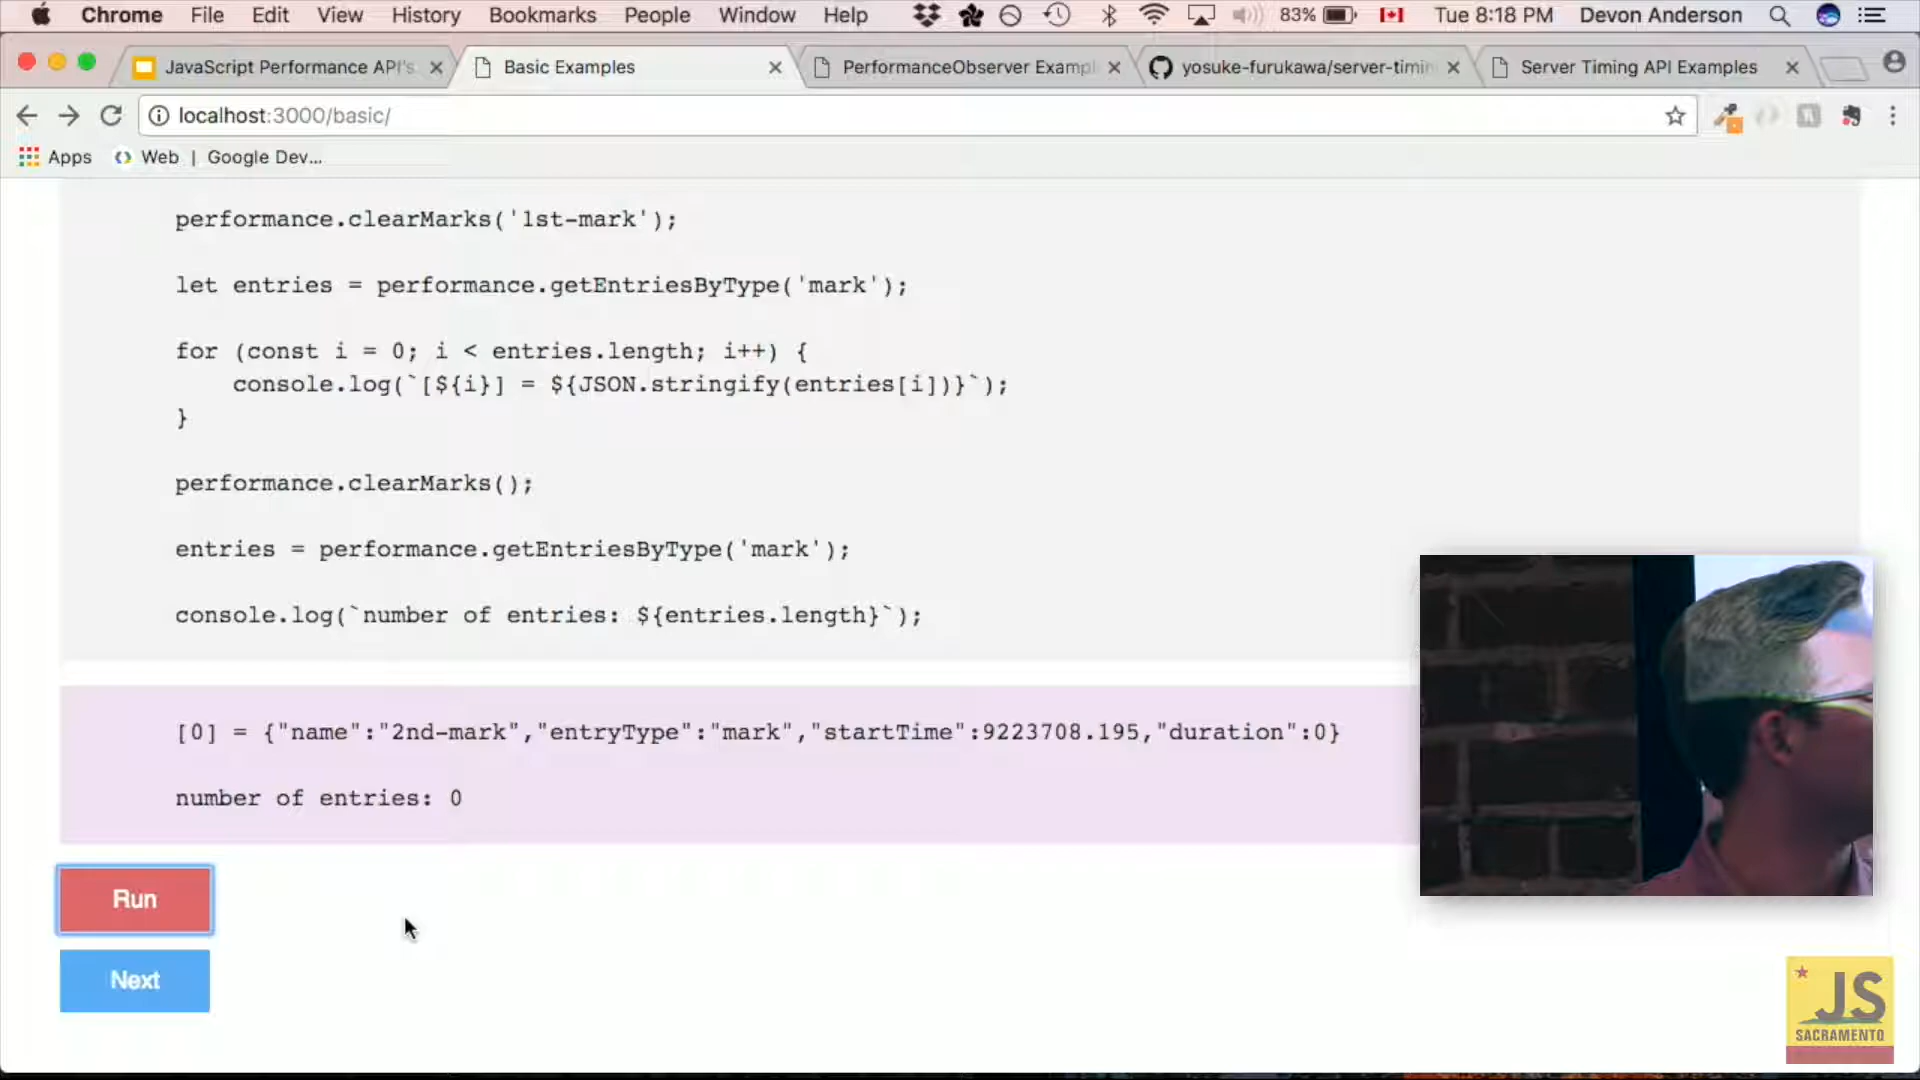 Chrome File Edit View History Bookmarks People Window Help 83% Tue 8:18 PM Devon Anderson
JavaScript Performance API's Basic Examples PerformanceObserver Exampl yosuke-furukawa/server-timin Server Timing API Examples
localhost:3000/basic/
Apps Web | Google Dev...
performance.clearMarks('1st-mark');
let entries = performance.getEntriesByType('mark');
for (const i = 0; i < entries.length; i++) {
console.log(`[${i}] = ${JSON.stringify(entries[i])}`);
}
performance.clearMarks();
entries = performance.getEntriesByType('mark');
console.log(`number of entries: ${entries.length}`);
[0] = {"name":"2nd-mark","entryType":"mark","startTime":9223708.195,"duration":0}
number of entries: 0
Run
Next
JS
SACRAMENTO